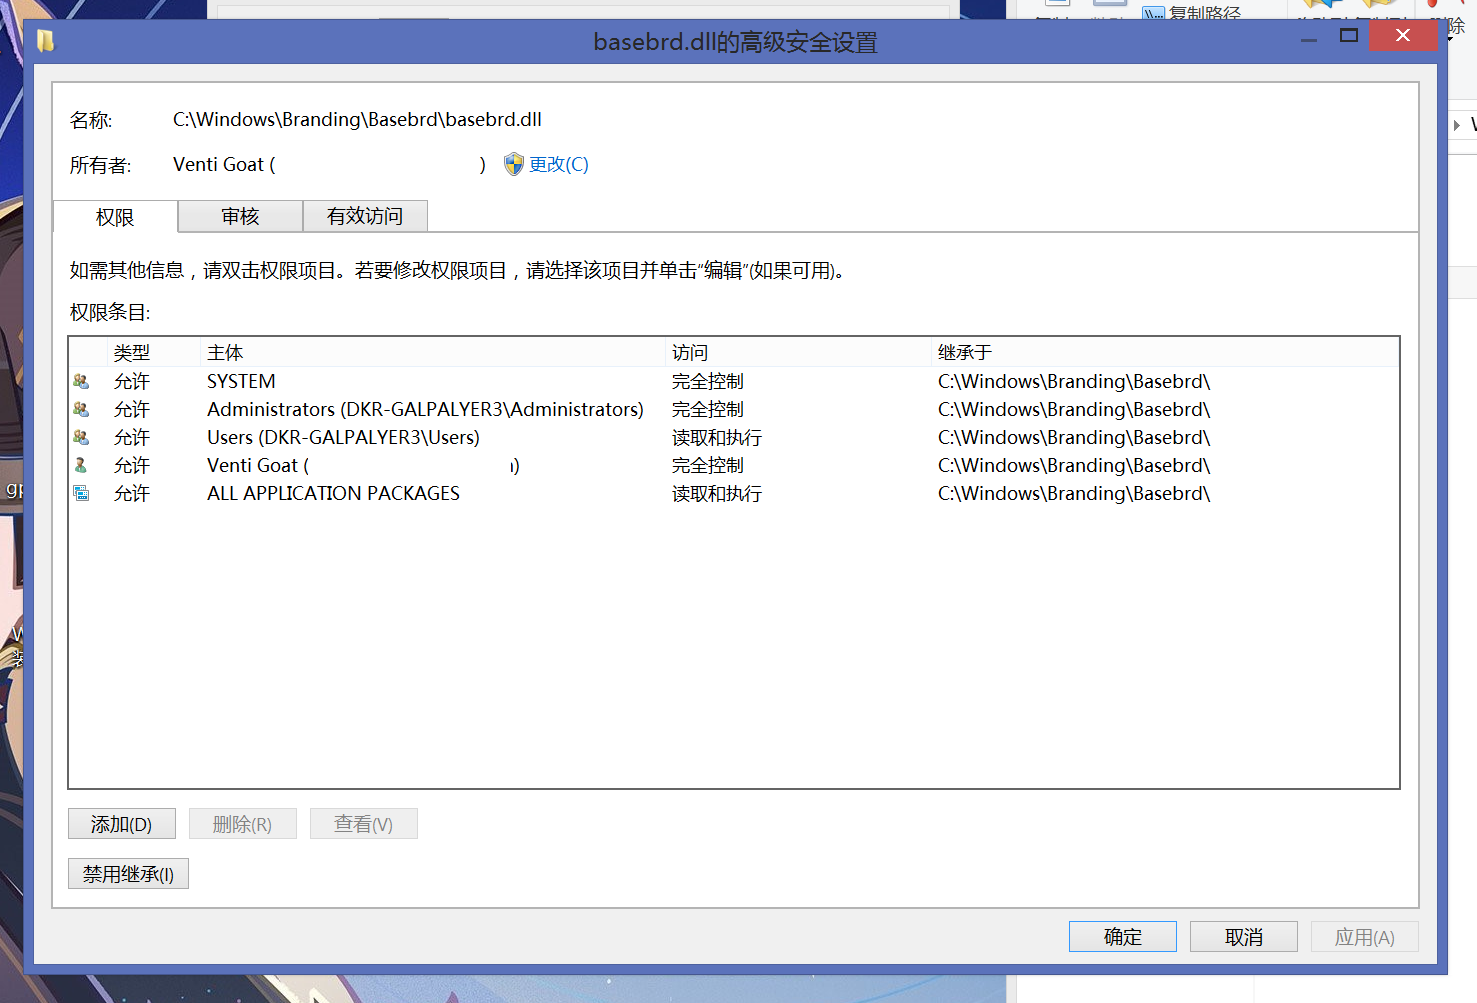 复制路径
除
basebrd.dll的高级安全设置
名称: C:\Windows\Branding\Basebrd\basebrd.dll
所有者: Venti Goat ( ) 更改(C)
权限 审核 有效访问
如需其他信息，请双击权限项目。若要修改权限项目，请选择该项目并单击“编辑”(如果可用)。
权限条目:
类型 主体 访问 继承于
允许 SYSTEM 完全控制 C:\Windows\Branding\Basebrd\
允许 Administrators (DKR-GALPALYER3\Administrators) 完全控制 C:\Windows\Branding\Basebrd\
允许 Users (DKR-GALPALYER3\Users) 读取和执行 C:\Windows\Branding\Basebrd\
允许 Venti Goat ( ) 完全控制 C:\Windows\Branding\Basebrd\
允许 ALL APPLICATION PACKAGES 读取和执行 C:\Windows\Branding\Basebrd\
添加(D) 删除(R) 查看(V)
禁用继承(I)
确定 取消 应用(A)